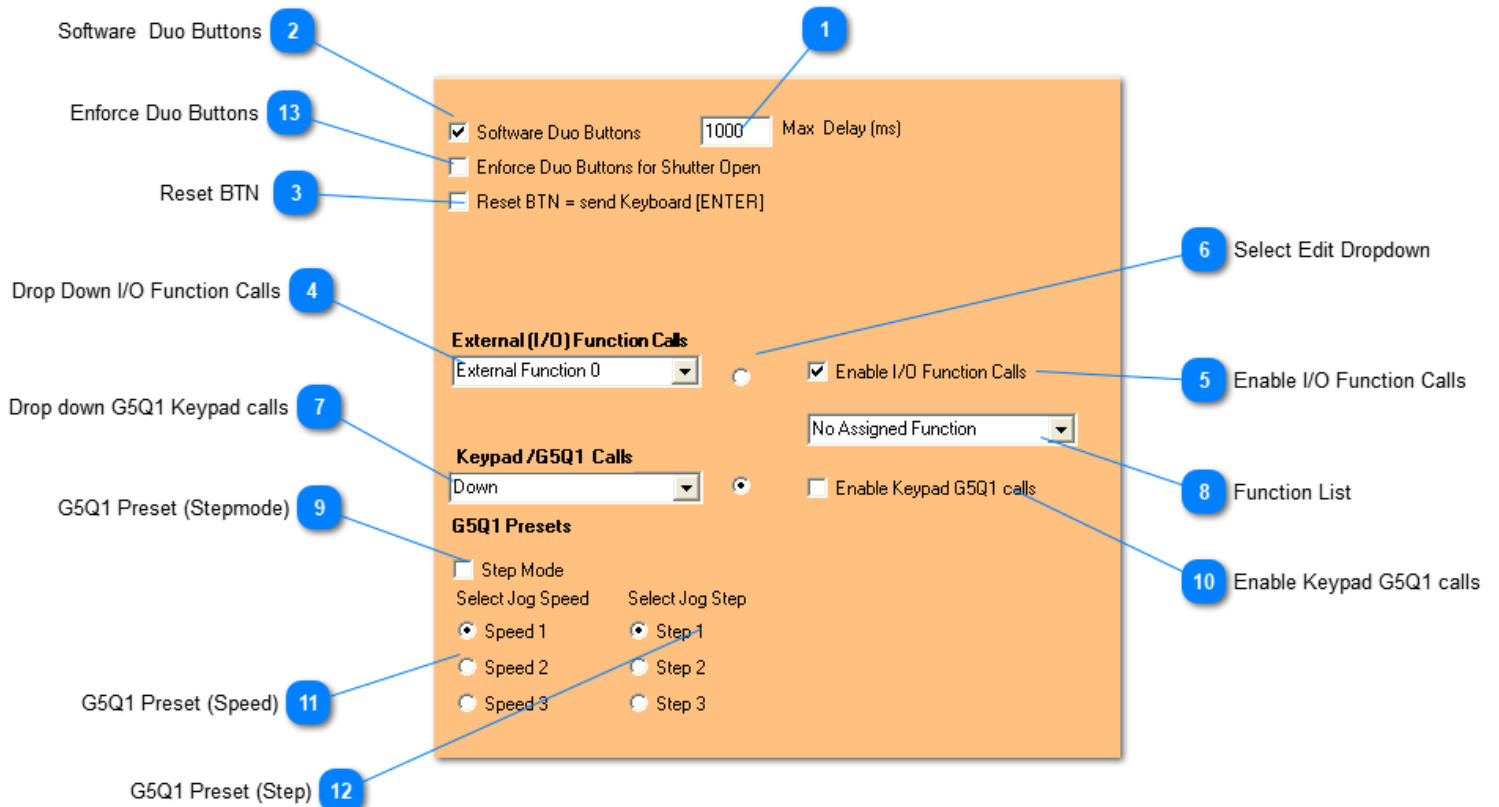 Software Duo Buttons 2
1
Enforce Duo Buttons 13
Software Duo Buttons 1000 Max Delay (ms)
Enforce Duo Buttons for Shutter Open
Reset BTN 3
Reset BTN = send Keyboard [ENTER]
6 Select Edit Dropdown
Drop Down I/O Function Calls 4
External (I/O) Function Calls
External Function 0
Enable I/O Function Calls
5 Enable I/O Function Calls
Drop down G5Q1 Keypad calls 7
No Assigned Function
Keypad /G5Q1 Calls
Down
Enable Keypad G5Q1 calls
8 Function List
G5Q1 Preset (Stepmode) 9
G5Q1 Presets
Step Mode
10 Enable Keypad G5Q1 calls
Select Jog Speed Select Jog Step
Speed 1 Step 1
Speed 2 Step 2
Speed 3 Step 3
G5Q1 Preset (Speed) 11
G5Q1 Preset (Step) 12